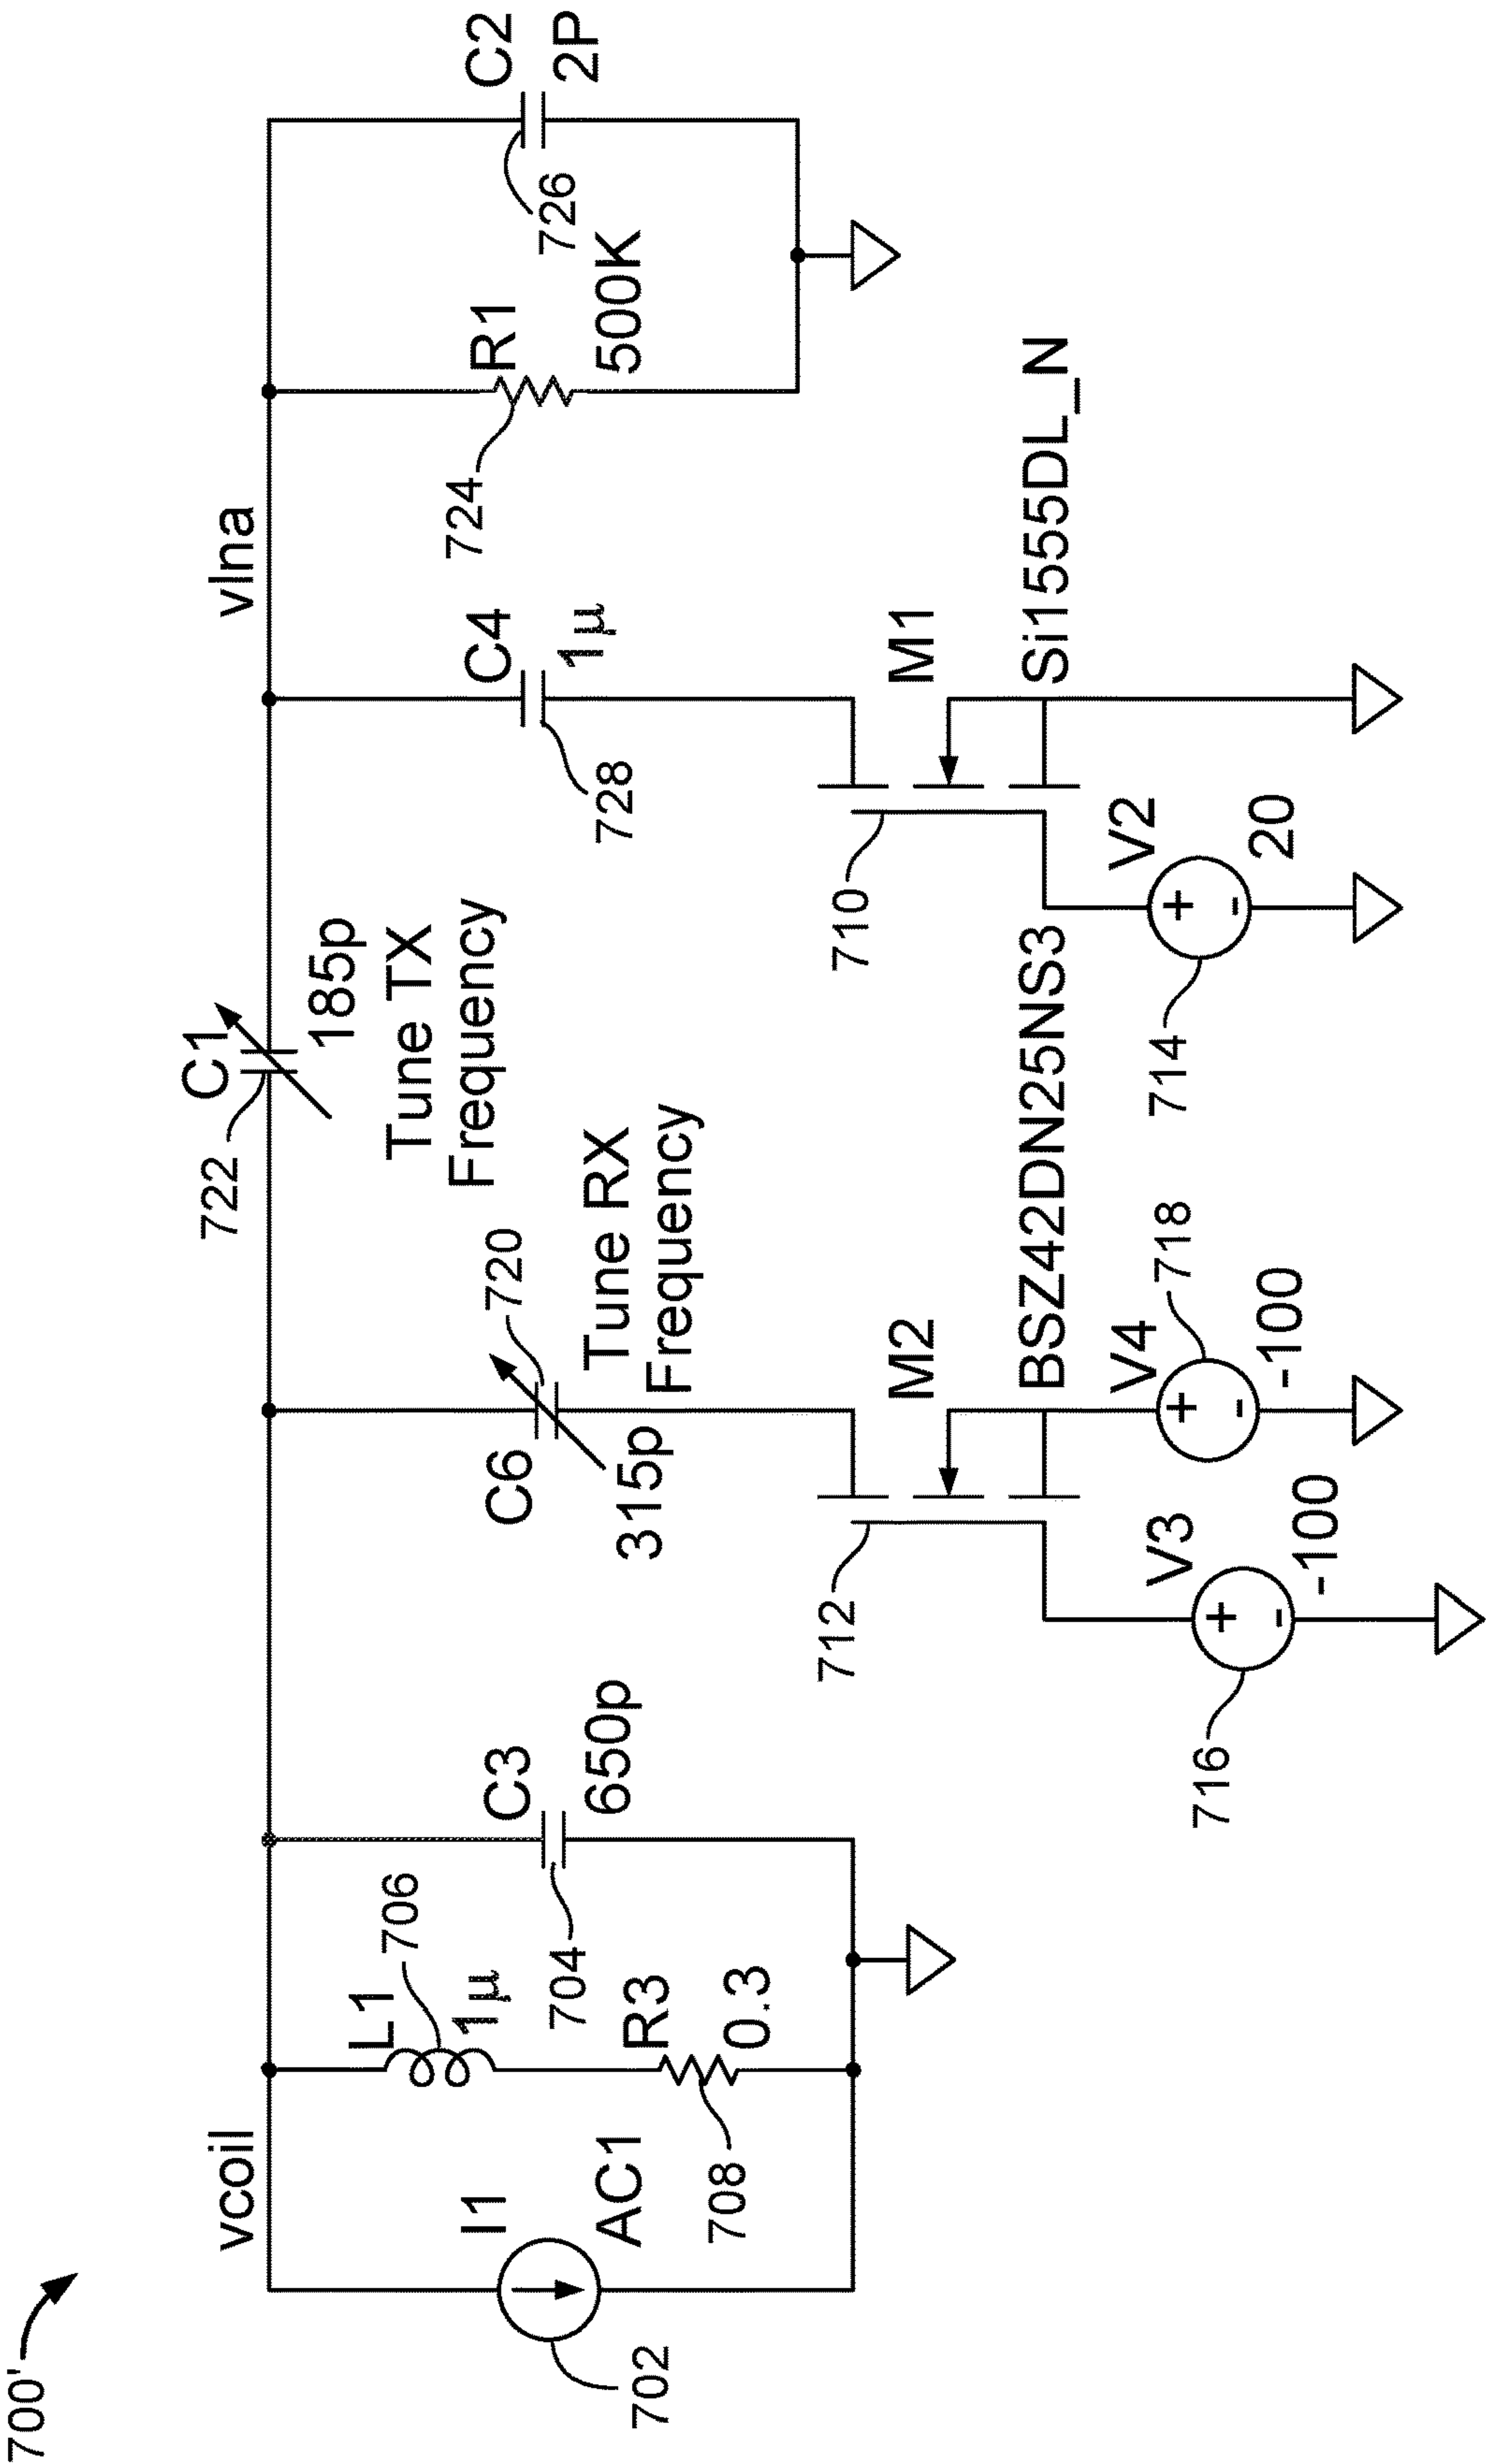 700'
vcoil
I1
AC1
702
L1
1µ
706
R3
0.3
708
C3
650p
704
C6
315p
720
Tune RX
Frequency
M2
BSZ42DN25NS3
712
V3
-100
716
V4
-100
718
C1
185p
Tune TX
Frequency
722
vlna
C4
1µ
728
M1
Si1555DL_N
710
V2
20
714
R1
500K
724
C2
2P
726
+
-
+
-
+
-